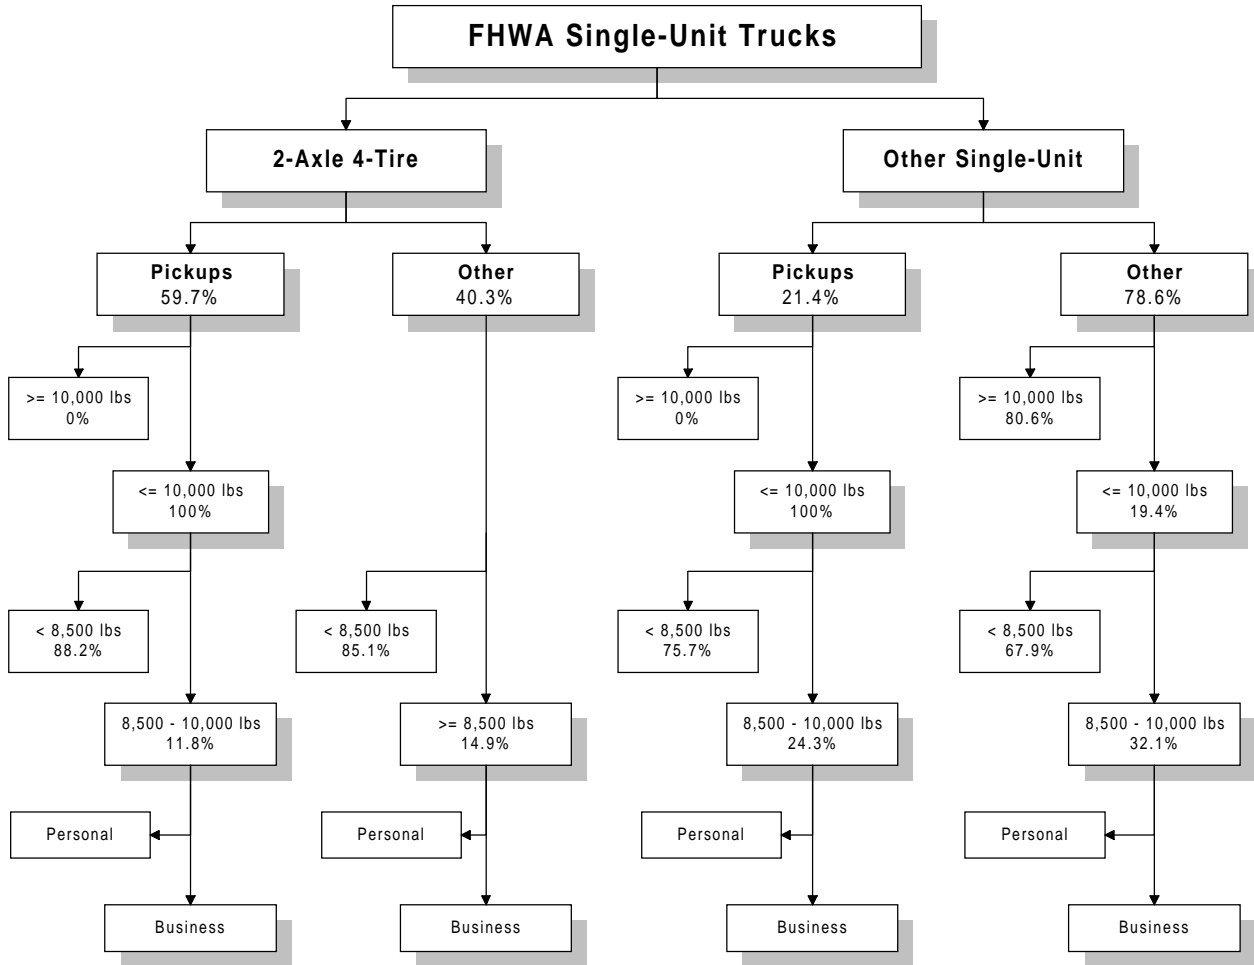 FHWA Single-Unit Trucks
2-Axle 4-Tire
Other Single-Unit
Pickups
59.7%
Other
40.3%
Pickups
21.4%
Other
78.6%
>= 10,000 lbs
0%
>= 10,000 lbs
0%
>= 10,000 lbs
80.6%
<= 10,000 lbs
100%
<= 10,000 lbs
100%
<= 10,000 lbs
19.4%
< 8,500 lbs
88.2%
< 8,500 lbs
85.1%
< 8,500 lbs
75.7%
< 8,500 lbs
67.9%
8,500 - 10,000 lbs
11.8%
>= 8,500 lbs
14.9%
8,500 - 10,000 lbs
24.3%
8,500 - 10,000 lbs
32.1%
Personal
Personal
Personal
Personal
Business
Business
Business
Business